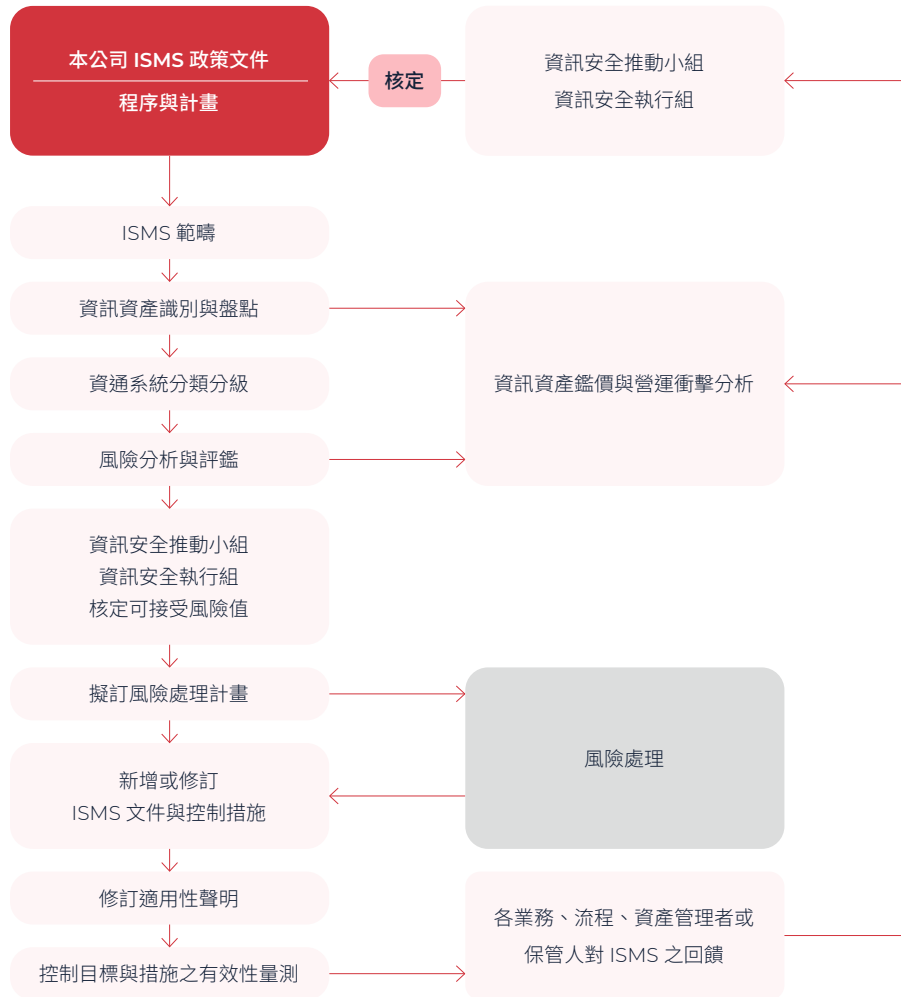 本公司 ISMS 政策文件
程序與計畫
核定
資訊安全推動小組
資訊安全執行組
ISMS 範疇
資訊資產識別與盤點
資通系統分類分級
資訊資產鑑價與營運衝擊分析
風險分析與評鑑
資訊安全推動小組
資訊安全執行組
核定可接受風險值
擬訂風險處理計畫
風險處理
新增或修訂
ISMS 文件與控制措施
修訂適用性聲明
各業務、流程、資產管理者或
保管人對 ISMS 之回饋
控制目標與措施之有效性量測